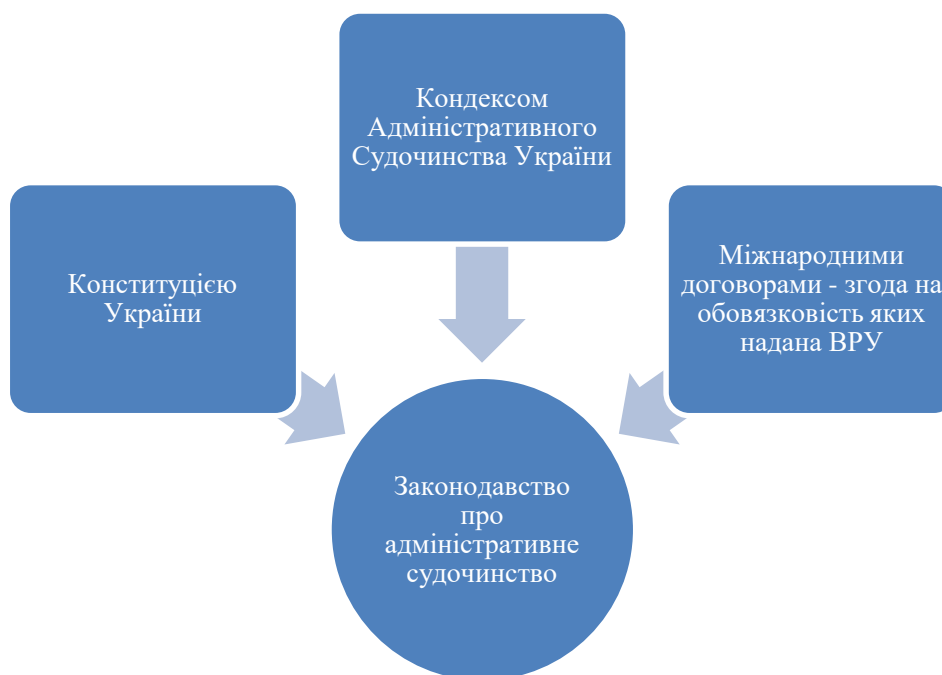 Кондексом
Адміністративного
Судочинства України
Конституцією
України
Міжнародними
договорами - згода на
обовязковість яких
надана ВРУ
Законодавство
про
адміністративне
судочинство